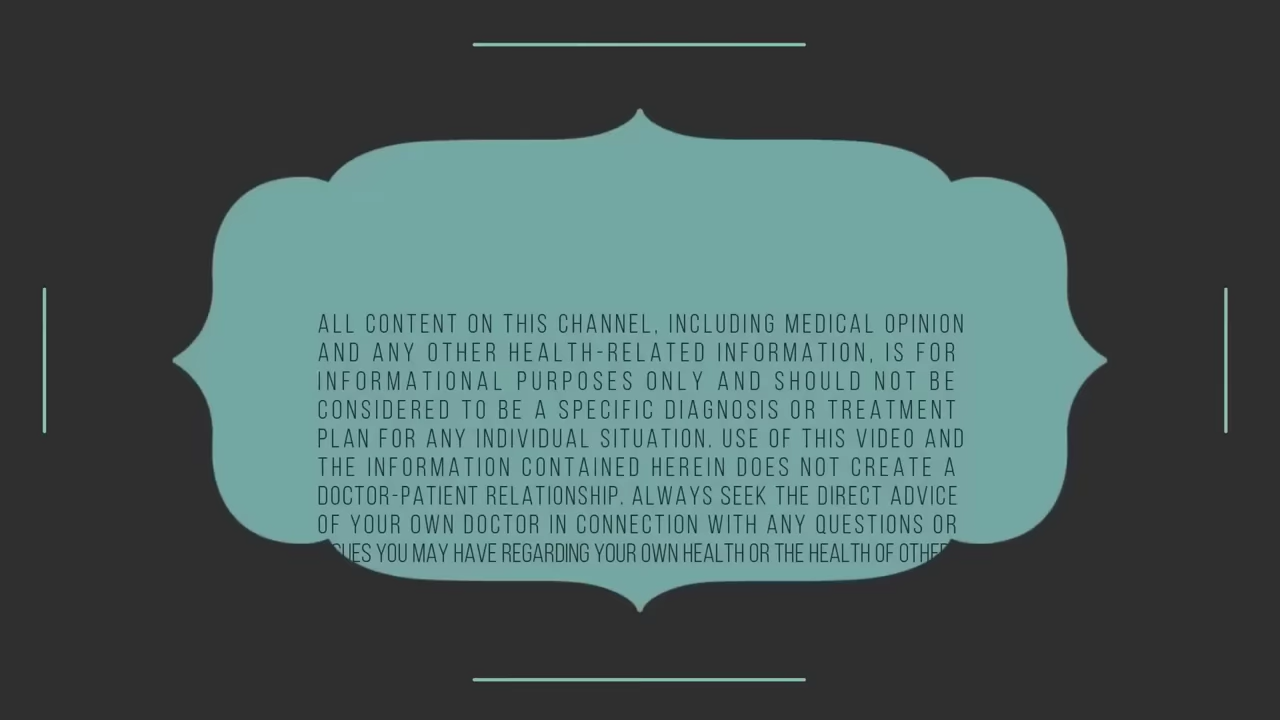 ALL CONTENT ON THIS CHANNEL, INCLUDING MEDICAL OPINION
AND ANY OTHER HEALTH-RELATED INFORMATION, IS FOR
INFORMATIONAL PURPOSES ONLY AND SHOULD NOT BE
CONSIDERED TO BE A SPECIFIC DIAGNOSIS OR TREATMENT
PLAN FOR ANY INDIVIDUAL SITUATION. USE OF THIS VIDEO AND
THE INFORMATION CONTAINED HEREIN DOES NOT CREATE A
DOCTOR-PATIENT RELATIONSHIP. ALWAYS SEEK THE DIRECT ADVICE
OF YOUR OWN DOCTOR IN CONNECTION WITH ANY QUESTIONS OR
YOU MAY HAVE REGARDING YOUR OWN HEALTH OR THE HEALTH OF